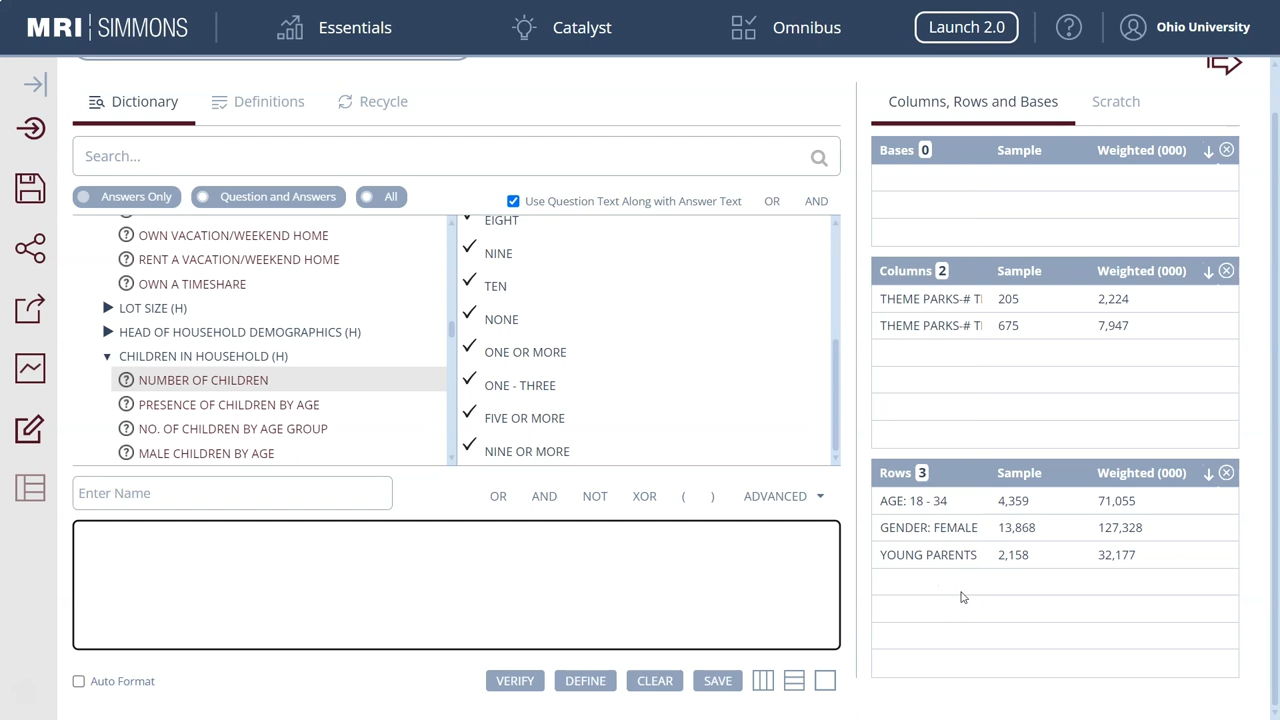 MRI | SIMMONS Essentials Catalyst Omnibus Launch 2.0 ? Ohio University
Dictionary Definitions Recycle
Search...
Answers Only Question and Answers All Use Question Text Along with Answer Text OR AND
OWN VACATION/WEEKEND HOME
RENT A VACATION/WEEKEND HOME
OWN A TIMESHARE
LOT SIZE (H)
HEAD OF HOUSEHOLD DEMOGRAPHICS (H)
CHILDREN IN HOUSEHOLD (H)
NUMBER OF CHILDREN
PRESENCE OF CHILDREN BY AGE
NO. OF CHILDREN BY AGE GROUP
MALE CHILDREN BY AGE
EIGHT
NINE
TEN
NONE
ONE OR MORE
ONE - THREE
FIVE OR MORE
NINE OR MORE
Enter Name OR AND NOT XOR ( ) ADVANCED
Auto Format VERIFY DEFINE CLEAR SAVE
Columns, Rows and Bases Scratch
Bases 0 Sample Weighted (000)
Columns 2 Sample Weighted (000)
THEME PARKS-# 205 2,224
THEME PARKS-# 675 7,947
Rows 3 Sample Weighted (000)
AGE: 18 - 34 4,359 71,055
GENDER: FEMALE 13,868 127,328
YOUNG PARENTS 2,158 32,177